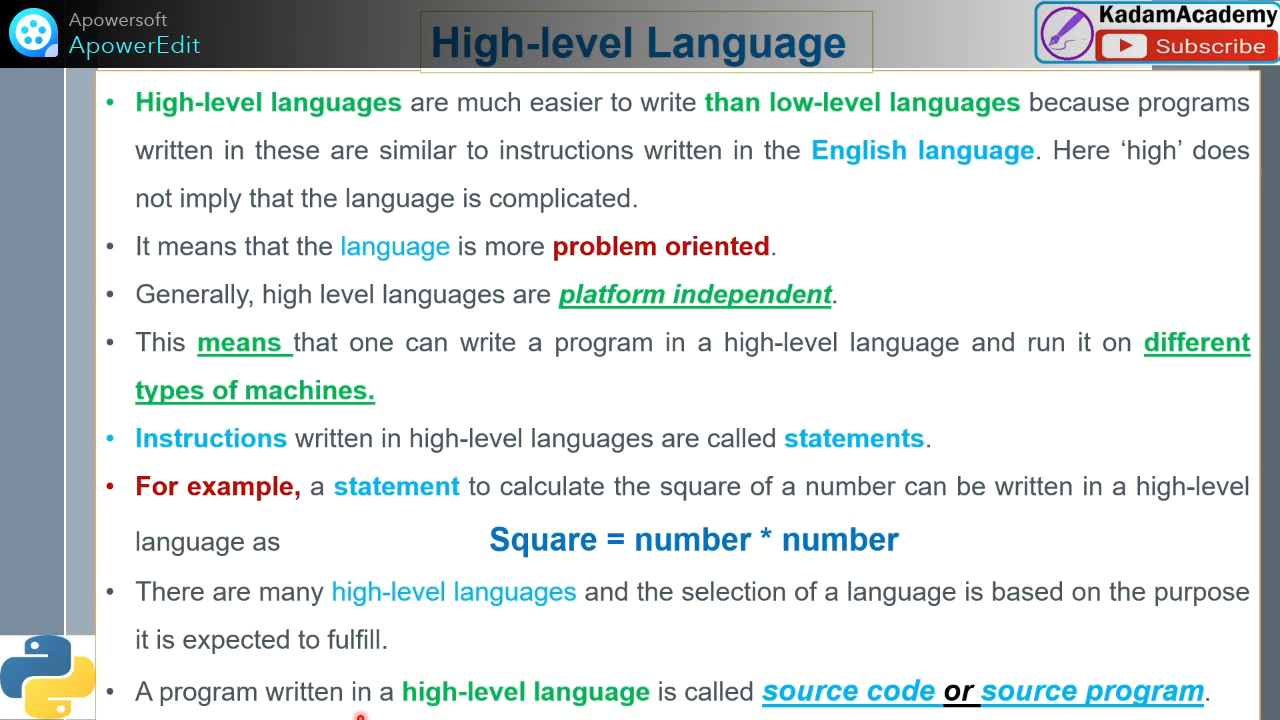 Apowersoft
ApowerEdit
High-level Language
KadamAcademy
Subscribe
• High-level languages are much easier to write than low-level languages because programs
written in these are similar to instructions written in the English language. Here ‘high’ does
not imply that the language is complicated.
• It means that the language is more problem oriented.
• Generally, high level languages are platform independent.
• This means that one can write a program in a high-level language and run it on different
types of machines.
• Instructions written in high-level languages are called statements.
• For example, a statement to calculate the square of a number can be written in a high-level
language as Square = number * number
• There are many high-level languages and the selection of a language is based on the purpose
it is expected to fulfill.
• A program written in a high-level language is called source code or source program.